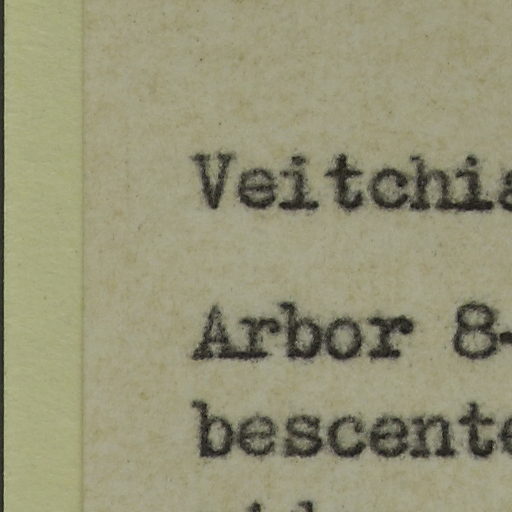 Veitchia
Arbor 8-
bescente